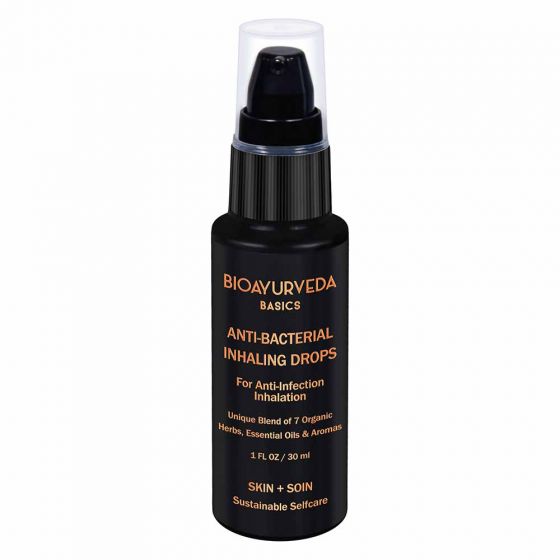 BIOAYURVEDA
BASICS
ANTI-BACTERIAL
INHALING DROPS
For Anti-Infection
Inhalation
Unique Blend of 7 Organic
Herbs, Essential Oils & Aromas
1 FL OZ / 30 ml
SKIN + SOIN
Sustainable Selfcare